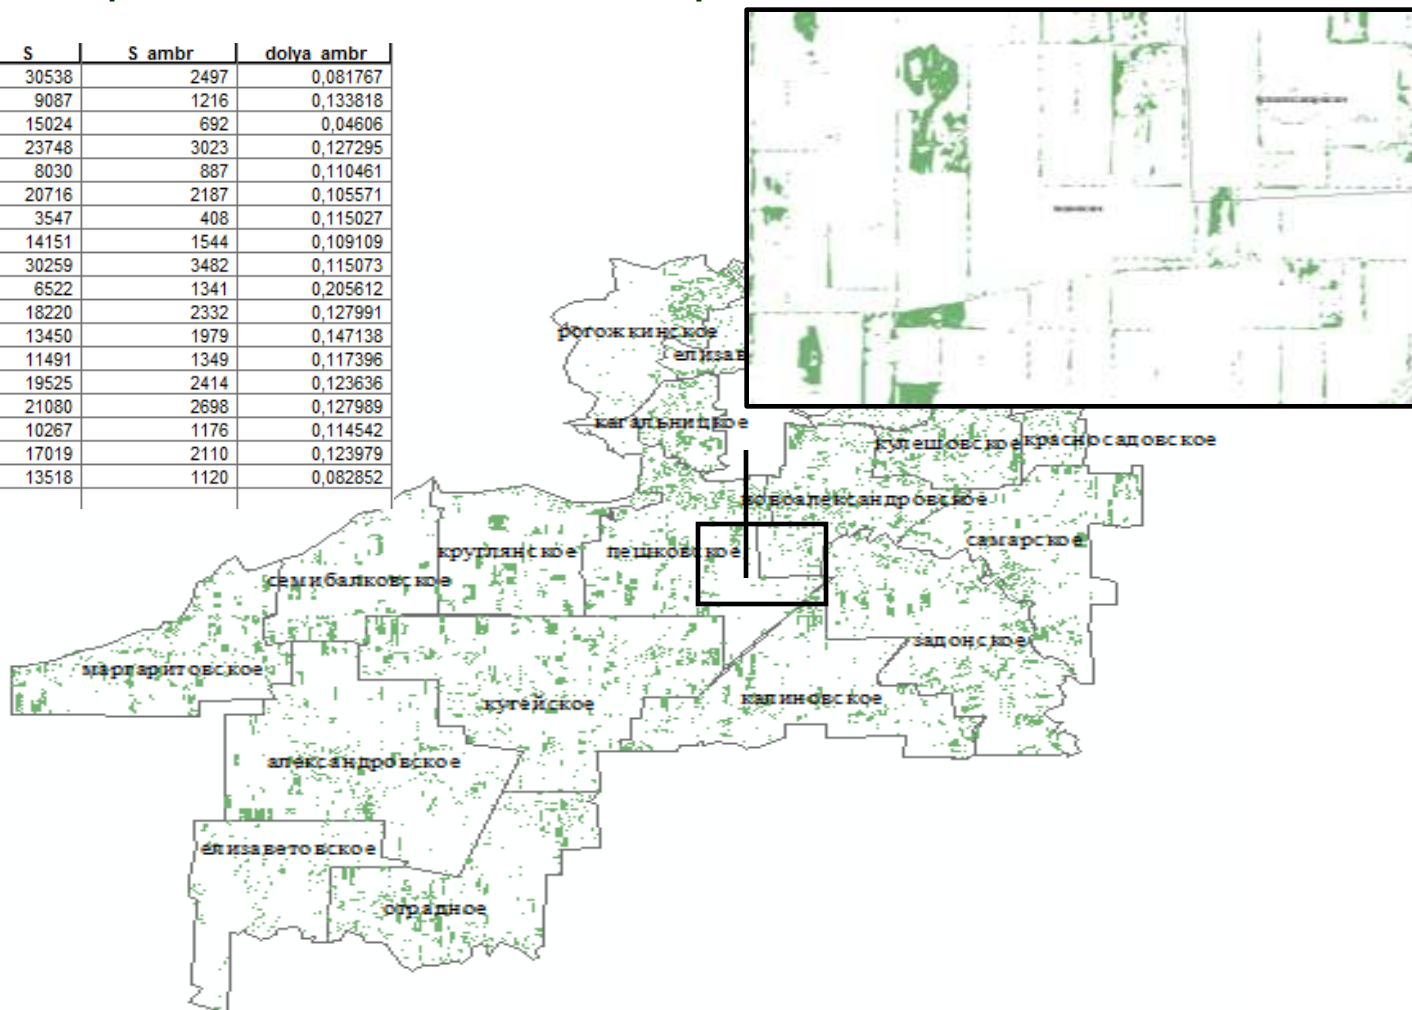 S S_ambr dolya_ambr
30538 2497 0,081767
9087 1216 0,133818
15024 692 0,04606
23748 3023 0,127295
8030 887 0,110461
20716 2187 0,105571
3547 408 0,115027
14151 1544 0,109109
30259 3482 0,115073
6522 1341 0,205612
18220 2332 0,127991
13450 1979 0,147138
11491 1349 0,117396
19525 2414 0,123636
21080 2698 0,127989
10267 1176 0,114542
17019 2110 0,123979
13518 1120 0,082852
рогожкинское
елизав
кагальницкое
кулешовское
красносадовское
новоалександровское
самарское
круглянское
пешковское
семибалковское
задонское
маргаритовское
кугейское
калиновское
александровское
елизаветовское
отрадное